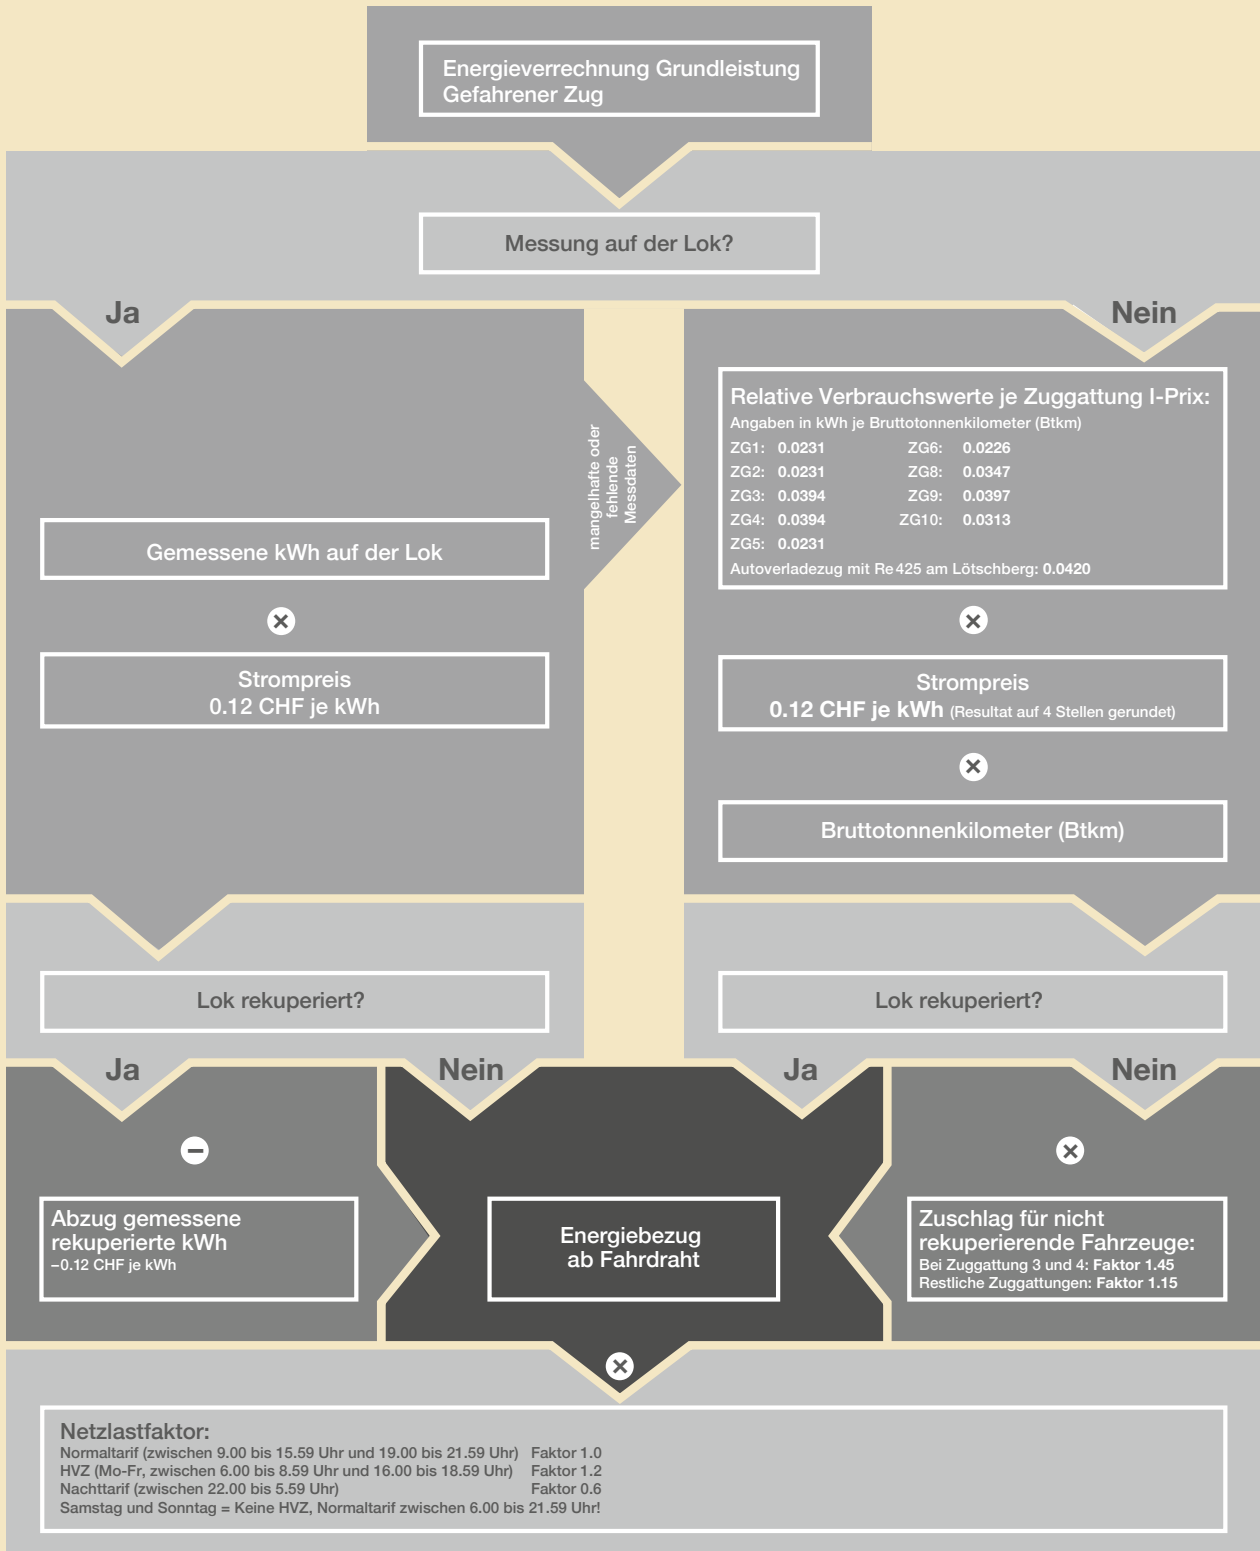 Energieverrechnung Grundleistung
Gefahrener Zug
Messung auf der Lok?
Ja
Nein
mangelhafte oder
fehlende
Messdaten
Gemessene kWh auf der Lok
×
Strompreis
0.12 CHF je kWh
Relative Verbrauchswerte je Zuggattung I-Prix:
Angaben in kWh je Bruttotonnenkilometer (Btkm)
ZG1: 0.0231 ZG6: 0.0226
ZG2: 0.0231 ZG8: 0.0347
ZG3: 0.0394 ZG9: 0.0397
ZG4: 0.0394 ZG10: 0.0313
ZG5: 0.0231
Autoverladezug mit Re 425 am Lötschberg: 0.0420
×
Strompreis
0.12 CHF je kWh (Resultat auf 4 Stellen gerundet)
×
Bruttotonnenkilometer (Btkm)
Lok rekuperiert?
Lok rekuperiert?
Ja
Nein
Ja
Nein
–
Abzug gemessene
rekuperierte kWh
–0.12 CHF je kWh
Energiebezug
ab Fahrdraht
×
Zuschlag für nicht
rekuperierende Fahrzeuge:
Bei Zuggattung 3 und 4: Faktor 1.45
Restliche Zuggattungen: Faktor 1.15
×
Netzlastfaktor:
Normaltarif (zwischen 9.00 bis 15.59 Uhr und 19.00 bis 21.59 Uhr) Faktor 1.0
HVZ (Mo-Fr, zwischen 6.00 bis 8.59 Uhr und 16.00 bis 18.59 Uhr) Faktor 1.2
Nachttarif (zwischen 22.00 bis 5.59 Uhr) Faktor 0.6
Samstag und Sonntag = Keine HVZ, Normaltarif zwischen 6.00 bis 21.59 Uhr!